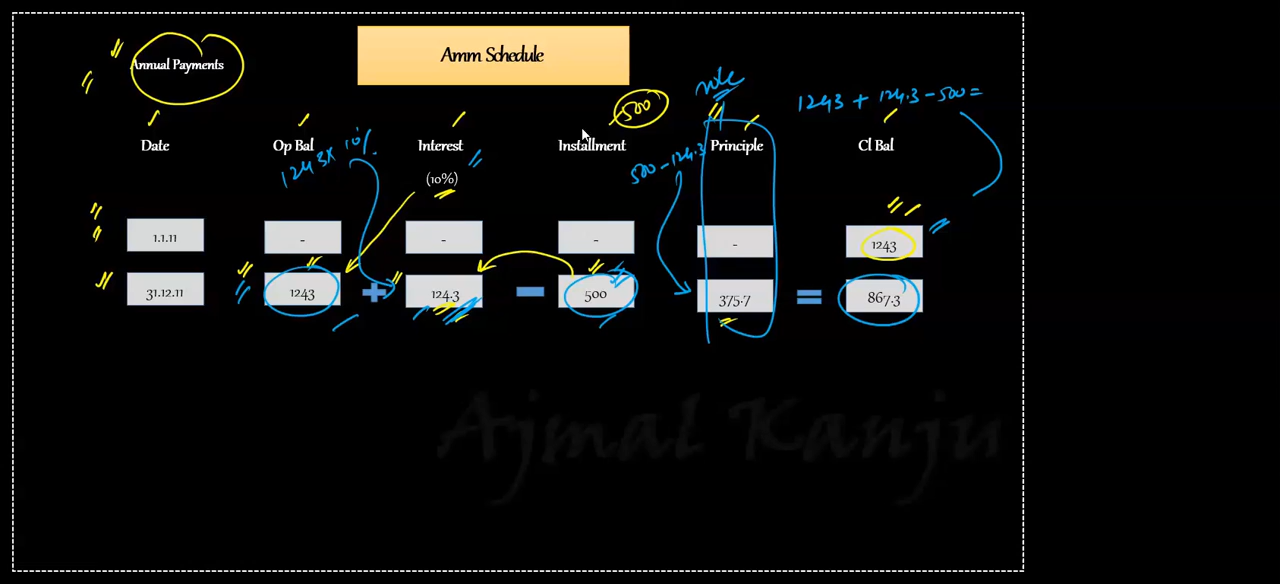 Amm Schedule
Annual Payments
note
500
1243 + 124.3 - 500 =
Date Op Bal Interest Installment Principle Cl Bal
1243 x 10%
500 - 124.3
(10%)
1.1.11 - - - - 1243
31.12.11 1243 + 124.3 - 500 375.7 = 867.3
Ajmal Kanju